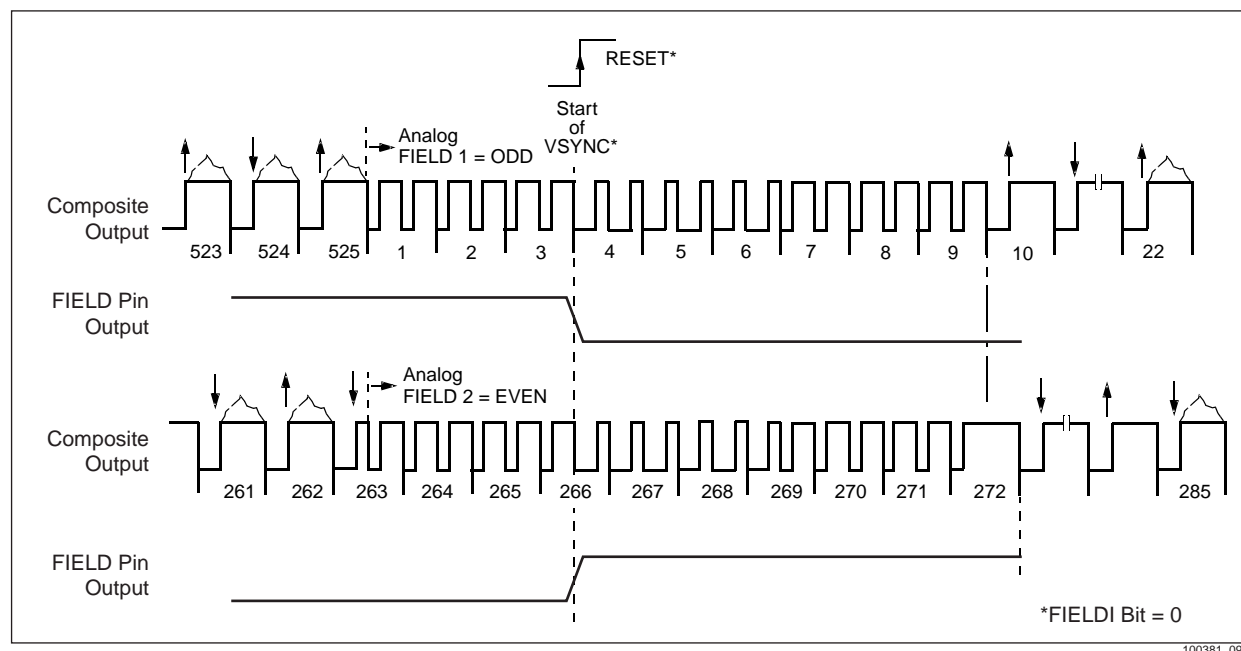 RESET*
Start
of
VSYNC*
Analog
FIELD 1 = ODD
Composite
Output
523 524 525 1 2 3 4 5 6 7 8 9 10 22
FIELD Pin
Output
Analog
FIELD 2 = EVEN
Composite
Output
261 262 263 264 265 266 267 268 269 270 271 272 285
FIELD Pin
Output
*FIELDI Bit = 0